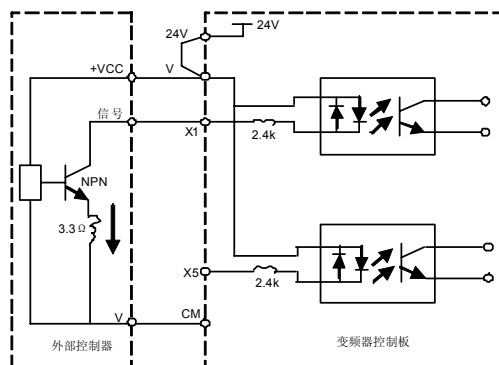 24V
24V
+VCC
V
信号
X1
2.4k
NPN
3.3Ω
X5
2.4k
V
CM
外部控制器
变频器控制板